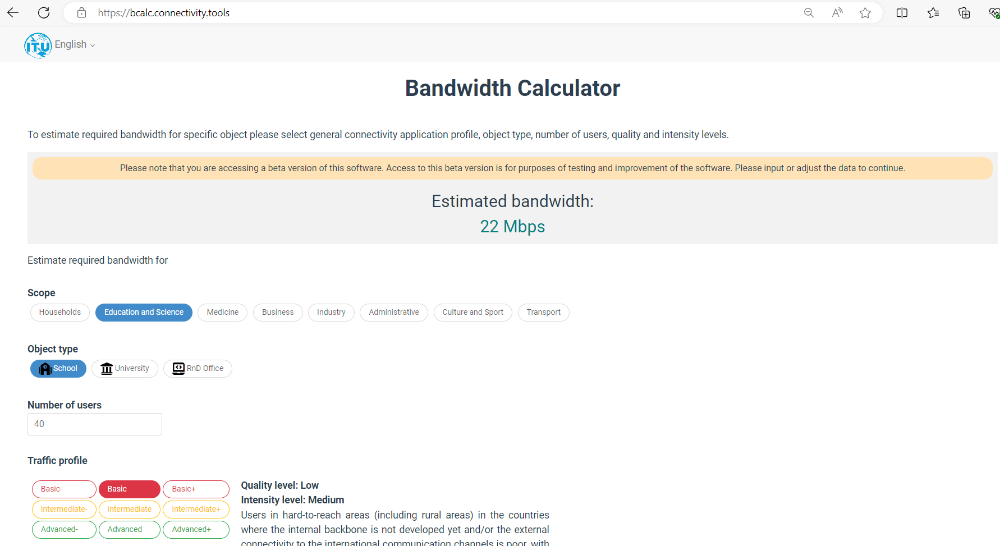 https://bcalc.connectivity.tools
ITU English
Bandwidth Calculator
To estimate required bandwidth for specific object please select general connectivity application profile, object type, number of users, quality and intensity levels.
Please note that you are accessing a beta version of this software. Access to this beta version is for purposes of testing and improvement of the software. Please input or adjust the data to continue.
Estimated bandwidth:
22 Mbps
Estimate required bandwidth for
Scope
Households Education and Science Medicine Business Industry Administrative Culture and Sport Transport
Object type
School University RnD Office
Number of users
40
Traffic profile
Basic- Basic Basic+
Intermediate- Intermediate Intermediate+
Advanced- Advanced Advanced+
Quality level: Low
Intensity level: Medium
Users in hard-to-reach areas (including rural areas) in the countries
where the internal backbone is not developed yet and/or the external
connectivity to the international communication channels is poor, with